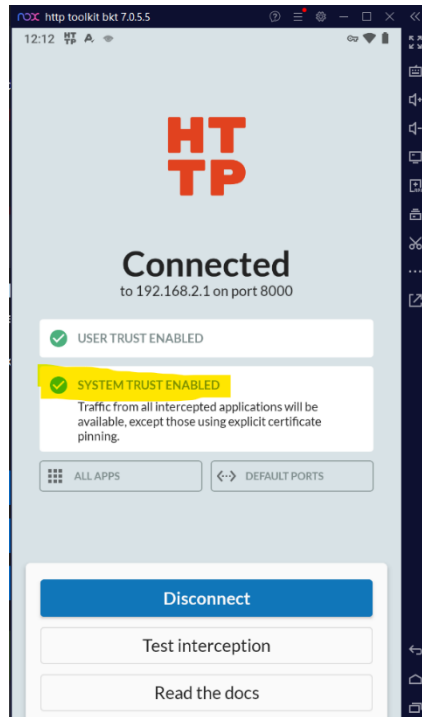 nox http toolkit bkt 7.0.5.5
12:12 HT TP A
HT
TP
Connected
to 192.168.2.1 on port 8000
USER TRUST ENABLED
SYSTEM TRUST ENABLED
Traffic from all intercepted applications will be
available, except those using explicit certificate
pinning.
ALL APPS
DEFAULT PORTS
Disconnect
Test interception
Read the docs